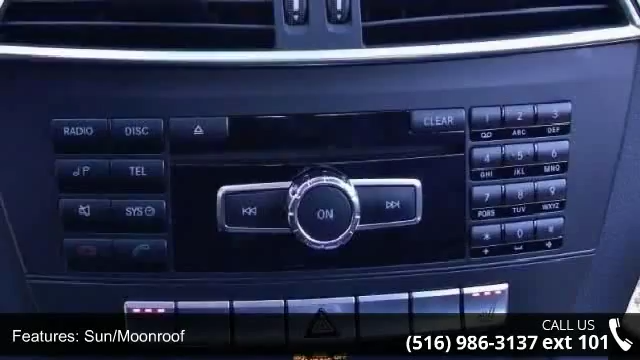 RADIO DISC CLEAR
1 2 3
ABC DEF
TEL
4 5 6
GHI JKL MNO
SYS
ON
7 8 9
PQRS TUV WXYZ
* 0 #
CALL US
Features: Sun/Moonroof
(516) 986-3137 ext 101